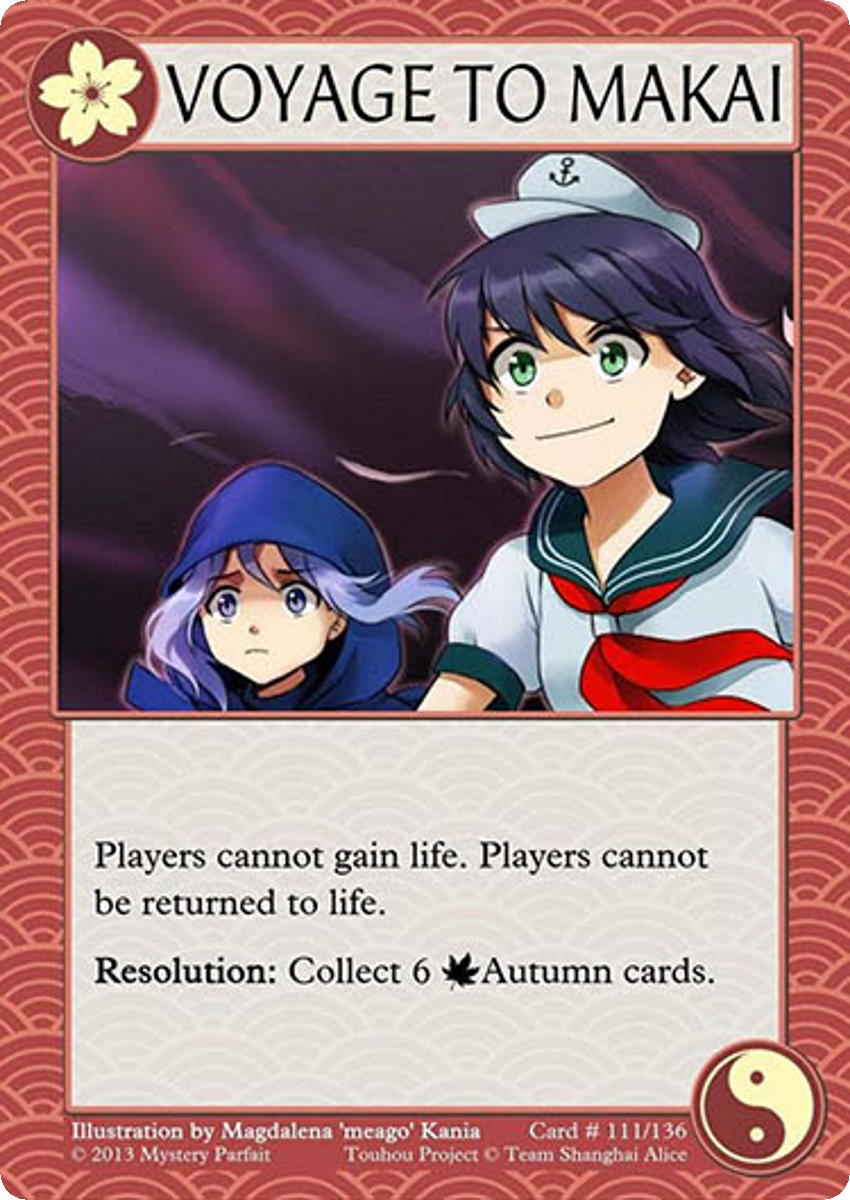 VOYAGE TO MAKAI
Players cannot gain life. Players cannot
be returned to life.
Resolution: Collect 6 Autumn cards.
Illustration by Magdalena 'meago' Kania Card # 111/136
© 2013 Mystery Parfait Touhou Project © Team Shanghai Alice